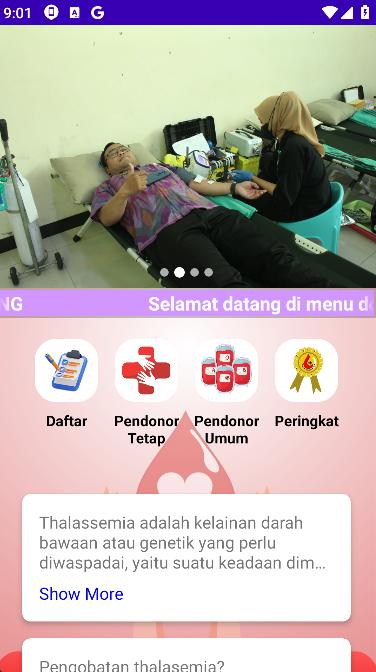 9:01
NG Selamat datang di menu d
Daftar
Pendonor Tetap
Pendonor Umum
Peringkat
Thalassemia adalah kelainan darah
bawaan atau genetik yang perlu
diwaspadai, yaitu suatu keadaan dim...
Show More
Pengobatan thalasemia?